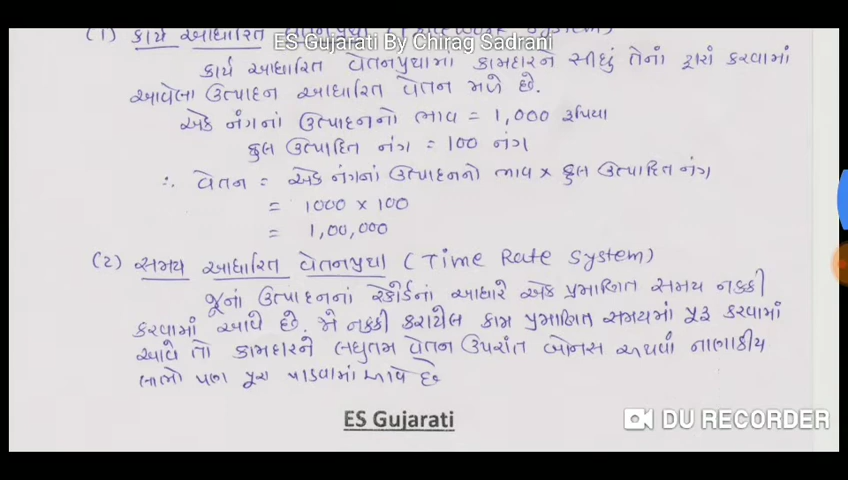 (1) કાર્ય આધારિત વેતનપ્રથા ( System)
ES Gujarati By Chirag Sadrani
કાર્ય આધારિત વેતનપ્રથામાં કામદારને સીધું તેનાં દ્વારા કરવામાં
આવેલા ઉત્પાદન આધારિત વેતન મળે છે.
એક નંગનાં ઉત્પાદનનો ભાવ = 1,000 રૂપિયા
કુલ ઉત્પાદિત નંગ = 100 નંગ
∴ વેતન = એક નંગનાં ઉત્પાદનનો ભાવ × કુલ ઉત્પાદિત નંગ
= 1000 × 100
= 1,00,000
(2) સમય આધારિત વેતનપ્રથા (Time Rate System)
જૂનાં ઉત્પાદનનાં રેકોર્ડનાં આધારે એક પ્રમાણિત સમય નક્કી
કરવામાં આવે છે. જે નક્કી કરાયેલ કામ પ્રમાણિત સમયમાં પૂરૂ કરવામાં
આવે તો કામદારને લઘુતમ વેતન ઉપરાંત બોનસ અથવા નાણાકીય
લાભો પણ પૂરા પાડવામાં આવે છે
ES Gujarati
DU RECORDER